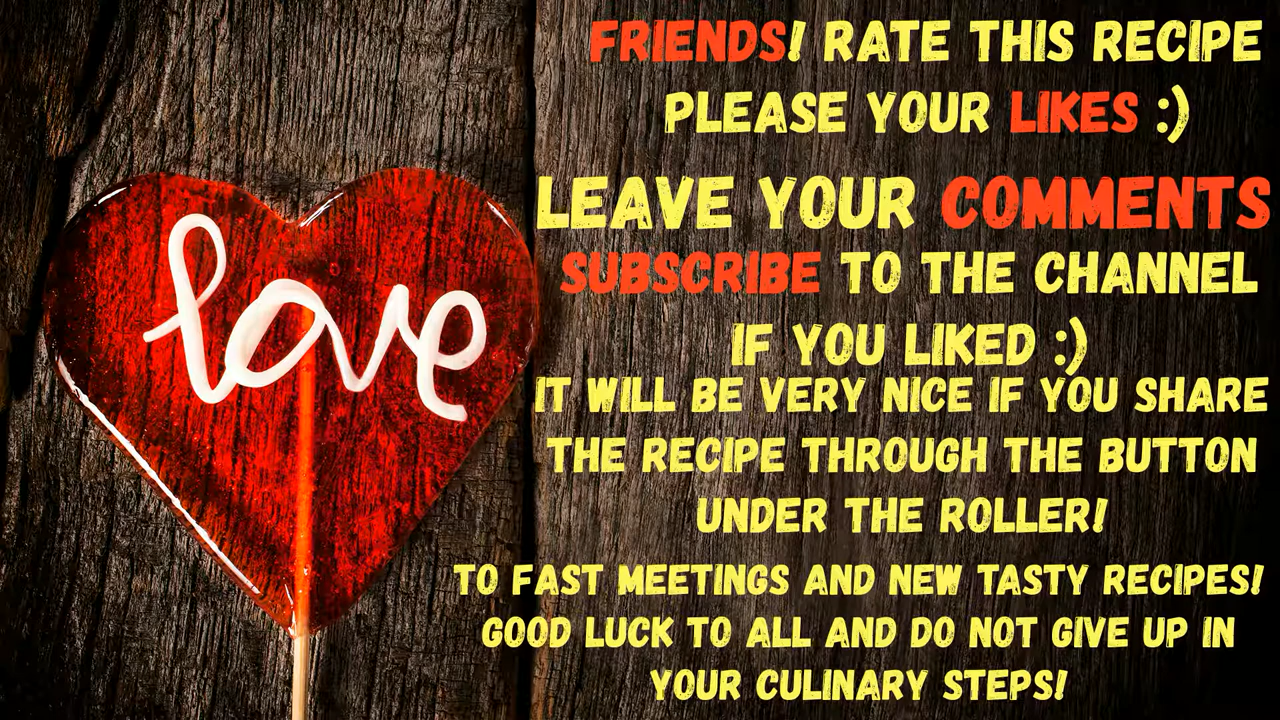 love
FRIENDS! RATE THIS RECIPE
PLEASE YOUR LIKES :)
LEAVE YOUR COMMENTS
SUBSCRIBE TO THE CHANNEL
IF YOU LIKED :)
IT WILL BE VERY NICE IF YOU SHARE
THE RECIPE THROUGH THE BUTTON
UNDER THE ROLLER!
TO FAST MEETINGS AND NEW TASTY RECIPES!
GOOD LUCK TO ALL AND DO NOT GIVE UP IN
YOUR CULINARY STEPS!